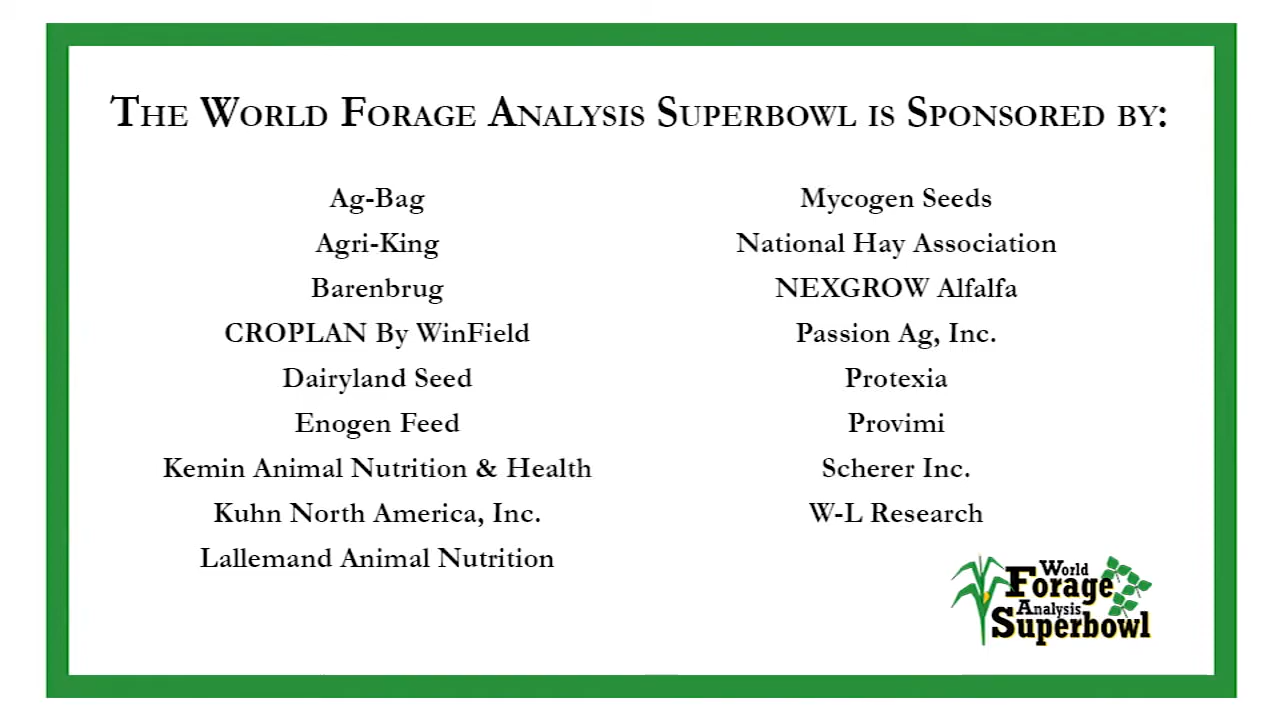 The World Forage Analysis Superbowl is Sponsored by:
Ag-Bag
Agri-King
Barenbrug
CROPLAN By WinField
Dairyland Seed
Enogen Feed
Kemin Animal Nutrition & Health
Kuhn North America, Inc.
Lallemand Animal Nutrition
Mycogen Seeds
National Hay Association
NEXGROW Alfalfa
Passion Ag, Inc.
Protexia
Provimi
Scherer Inc.
W-L Research
World
Forage
Analysis
Superbowl